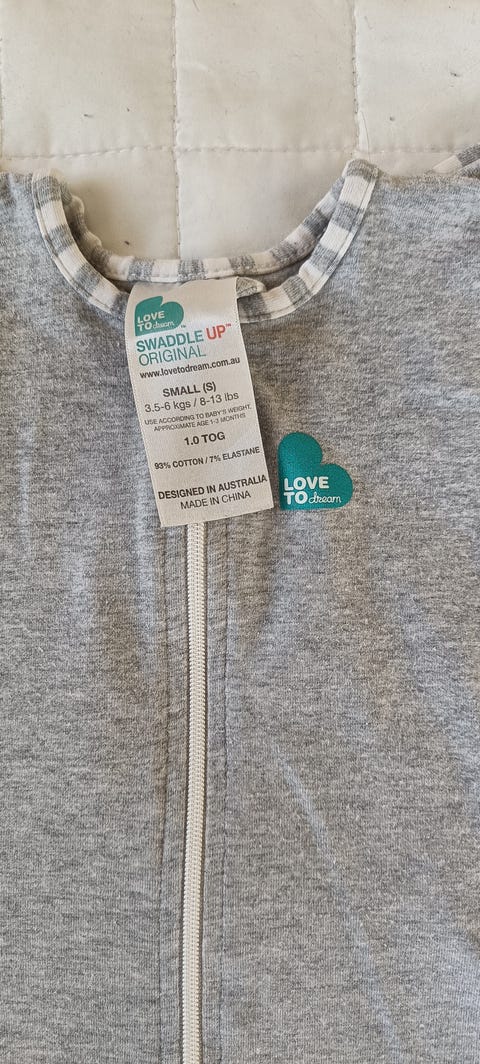 LOVE
TO dream ™
SWADDLE UP™
ORIGINAL
www.lovetodream.com.au
SMALL (S)
3.5-6 kgs / 8-13 lbs
USE ACCORDING TO BABY'S WEIGHT.
APPROXIMATE AGE 1-3 MONTHS
1.0 TOG
93% COTTON / 7% ELASTANE
DESIGNED IN AUSTRALIA
MADE IN CHINA
LOVE
TO dream